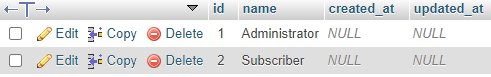 id name created_at updated_at
Edit Copy Delete 1 Administrator NULL NULL
Edit Copy Delete 2 Subscriber NULL NULL